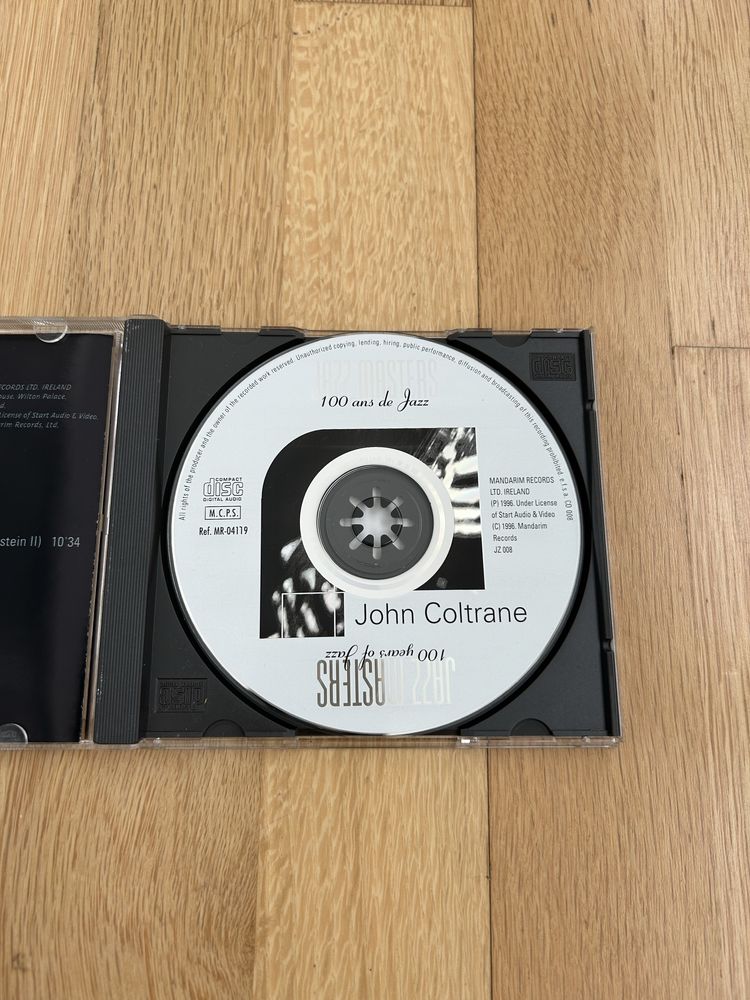 ECORDS LTD. IRELAND
ouse, Wilton Palace,
d.
License of Start Audio & Video.
arim Records, Ltd.
stein II) 10'34
All rights of the producer and the owner of the recorded work reserved. Unauthorized copying, lending, hiring, public performance, diffusion and broadcasting of this recording prohibited. e f s a CD 008
JAZZ MASTERS
100 ans de Jazz
COMPACT
disc
DIGITAL AUDIO
M.C.P.S.
Ref. MR-04119
MANDARIM RECORDS
LTD. IRELAND
(P) 1996. Under License
of Start Audio & Video
(C) 1996. Mandarim
Records
JZ 008
John Coltrane
100 years of Jazz
JAZZ MASTERS
COMPACT
disc